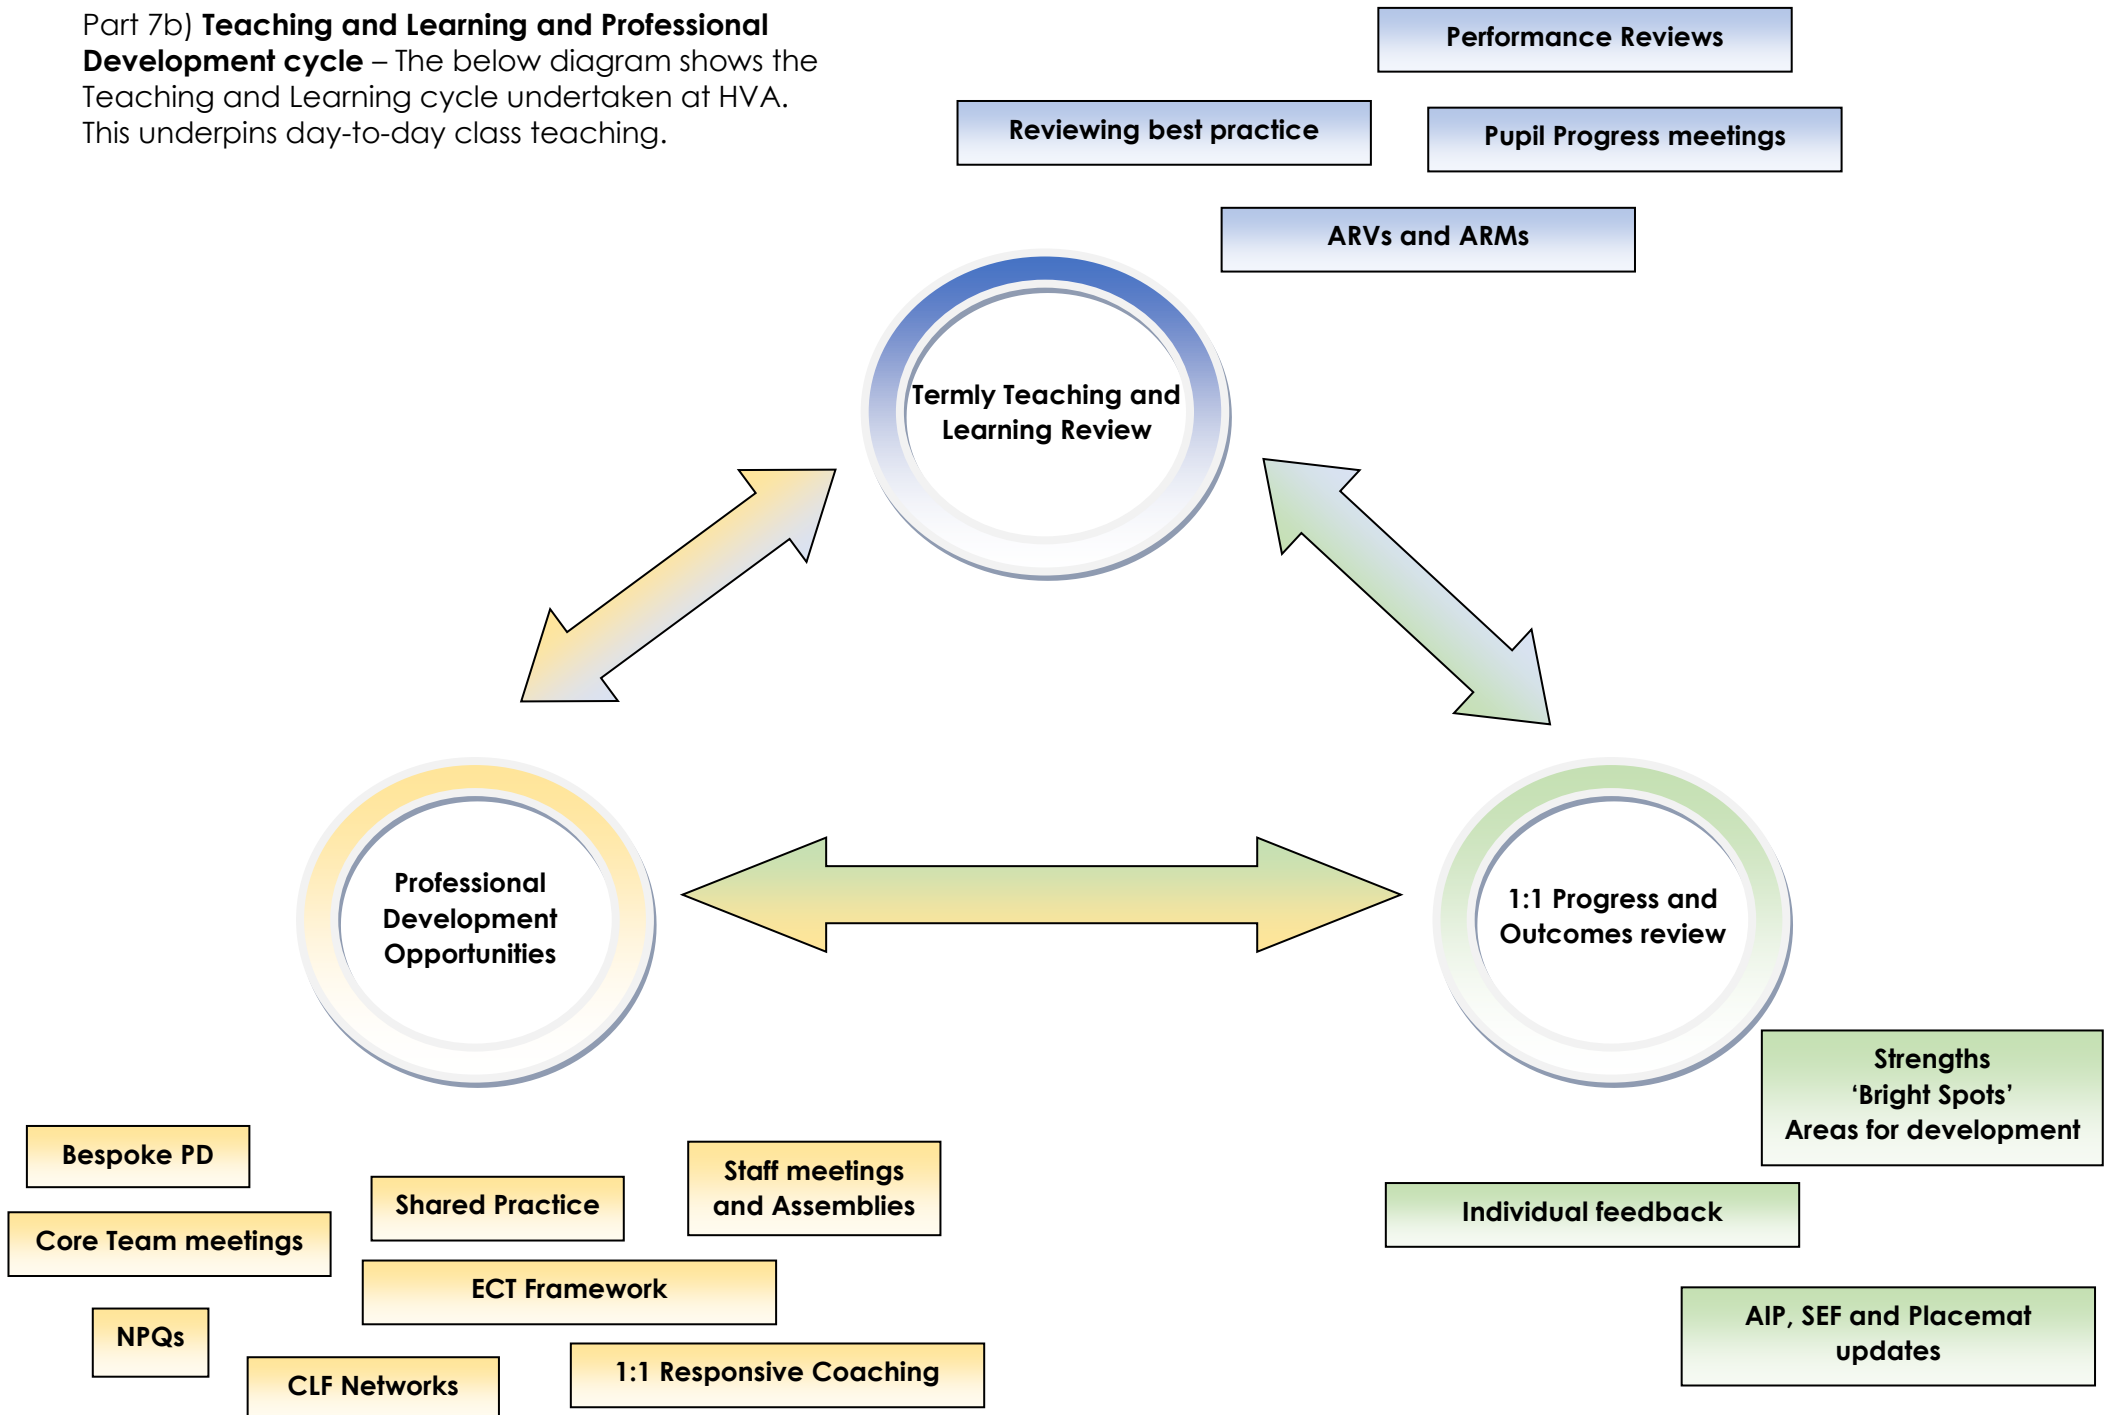 Part 7b) Teaching and Learning and Professional
Development cycle – The below diagram shows the
Teaching and Learning cycle undertaken at HVA.
This underpins day-to-day class teaching.
Performance Reviews
Reviewing best practice
Pupil Progress meetings
ARVs and ARMs
Termly Teaching and
Learning Review
Professional
Development
Opportunities
1:1 Progress and
Outcomes review
Strengths
‘Bright Spots’
Areas for development
Individual feedback
AIP, SEF and Placemat
updates
Bespoke PD
Shared Practice
Staff meetings
and Assemblies
Core Team meetings
ECT Framework
NPQs
CLF Networks
1:1 Responsive Coaching